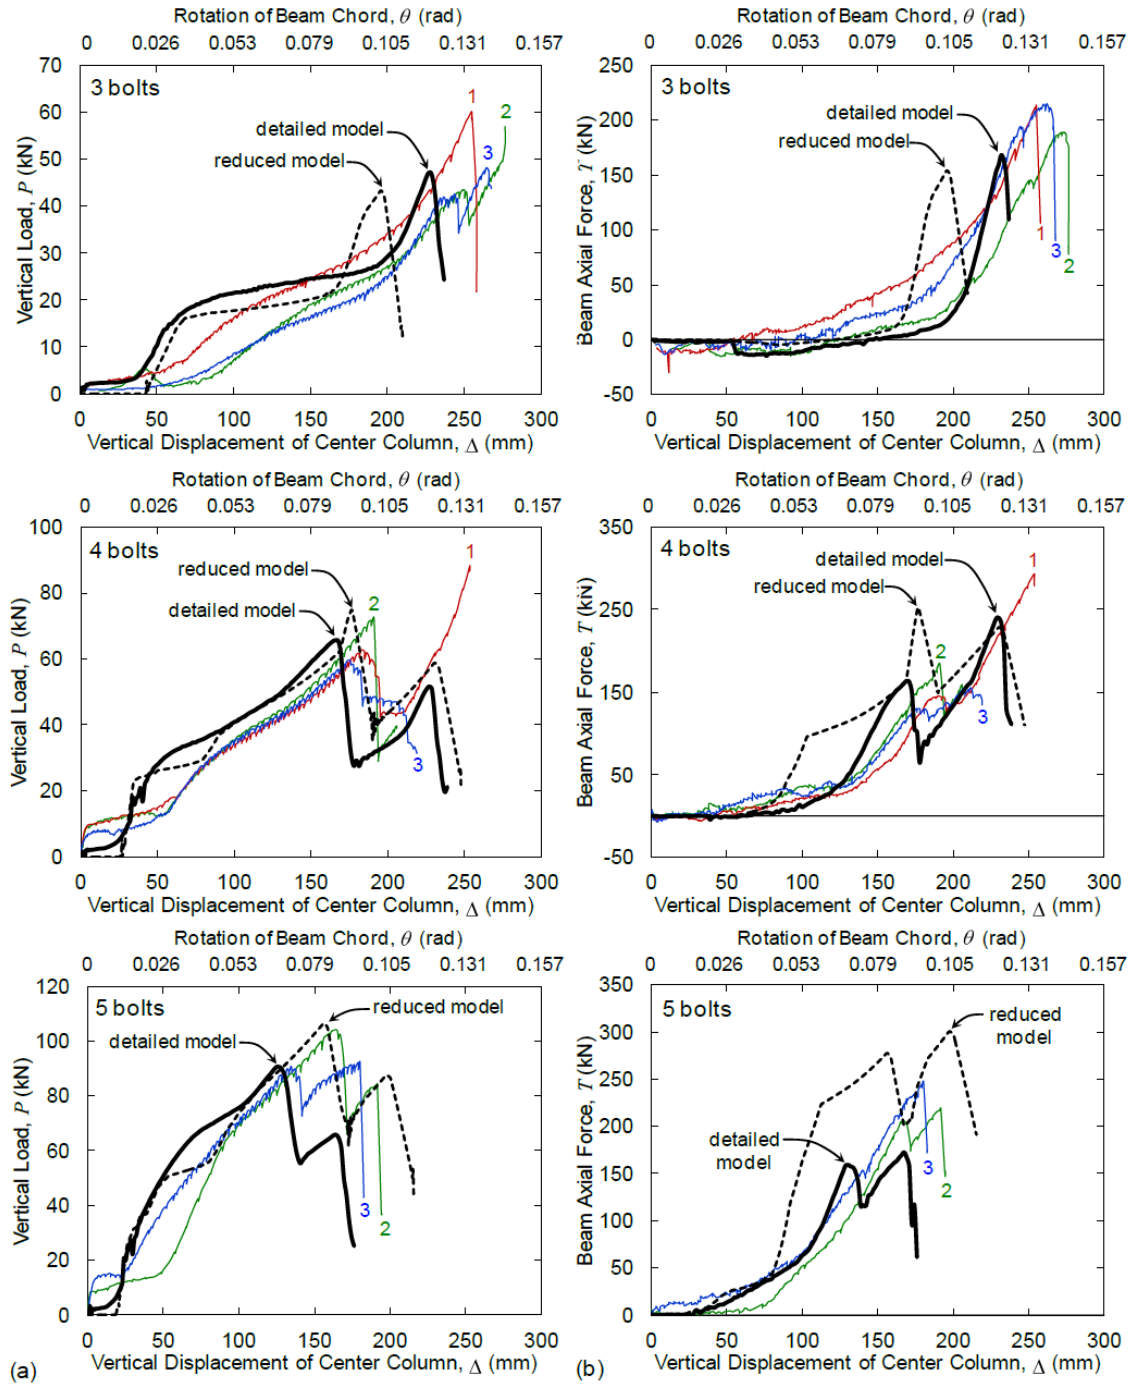 Rotation of Beam Chord, θ (rad)
0 0.026 0.053 0.079 0.105 0.131 0.157
70
60
50
40
30
20
10
0
Vertical Load, P (kN)
3 bolts
detailed model
reduced model
1
2
3
0 50 100 150 200 250 300
Vertical Displacement of Center Column, Δ (mm)
Rotation of Beam Chord, θ (rad)
0 0.026 0.053 0.079 0.105 0.131 0.157
250
200
150
100
50
0
-50
Beam Axial Force, T (kN)
3 bolts
detailed model
reduced model
1
3
2
0 50 100 150 200 250 300
Vertical Displacement of Center Column, Δ (mm)
Rotation of Beam Chord, θ (rad)
0 0.026 0.053 0.079 0.105 0.131 0.157
100
80
60
40
20
0
Vertical Load, P (kN)
4 bolts
reduced model
detailed model
1
2
3
0 50 100 150 200 250 300
Vertical Displacement of Center Column, Δ (mm)
Rotation of Beam Chord, θ (rad)
0 0.026 0.053 0.079 0.105 0.131 0.157
350
250
150
50
-50
Beam Axial Force, T (kN)
4 bolts
detailed model
reduced model
1
2
3
0 50 100 150 200 250 300
Vertical Displacement of Center Column, Δ (mm)
Rotation of Beam Chord, θ (rad)
0 0.026 0.053 0.079 0.105 0.131 0.157
120
100
80
60
40
20
0
Vertical Load, P (kN)
5 bolts
reduced model
detailed model
3
2
0 50 100 150 200 250 300
(a) Vertical Displacement of Center Column, Δ (mm)
Rotation of Beam Chord, θ (rad)
0 0.026 0.053 0.079 0.105 0.131 0.157
350
300
250
200
150
100
50
0
Beam Axial Force, T (kN)
5 bolts
reduced
model
detailed
model
3
2
0 50 100 150 200 250 300
(b) Vertical Displacement of Center Column, Δ (mm)